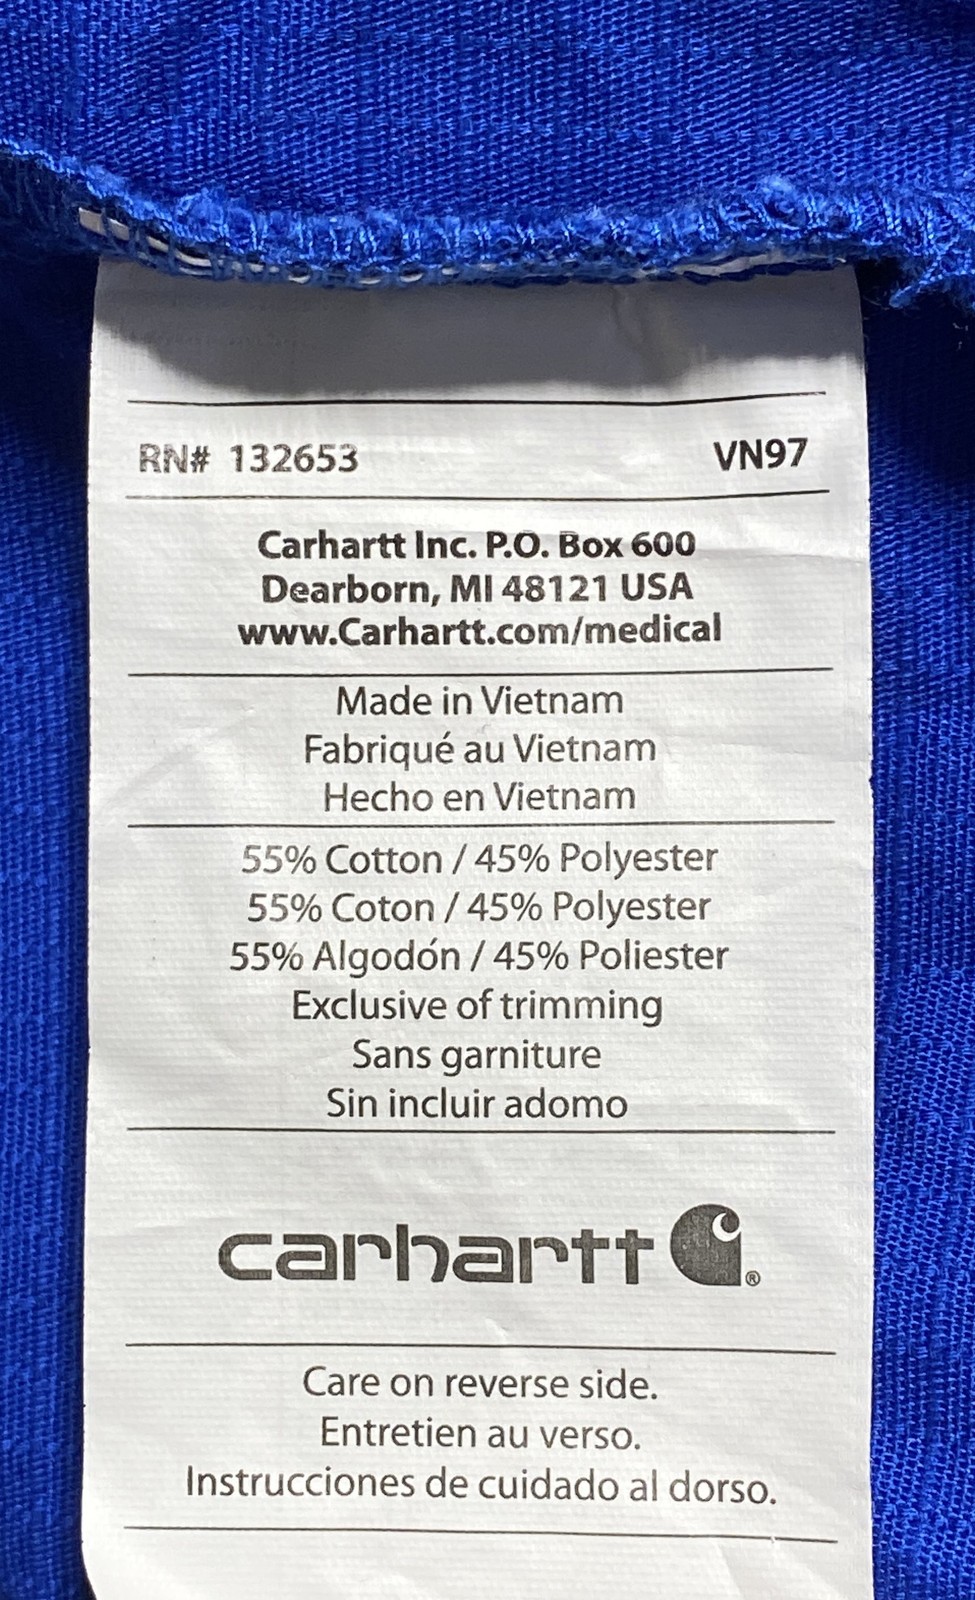 RN# 132653 VN97
Carhartt Inc. P.O. Box 600
Dearborn, MI 48121 USA
www.Carhartt.com/medical
Made in Vietnam
Fabriqué au Vietnam
Hecho en Vietnam
55% Cotton / 45% Polyester
55% Coton / 45% Polyester
55% Algodón / 45% Poliester
Exclusive of trimming
Sans garniture
Sin incluir adomo
carhartt ®
Care on reverse side.
Entretien au verso.
Instrucciones de cuidado al dorso.